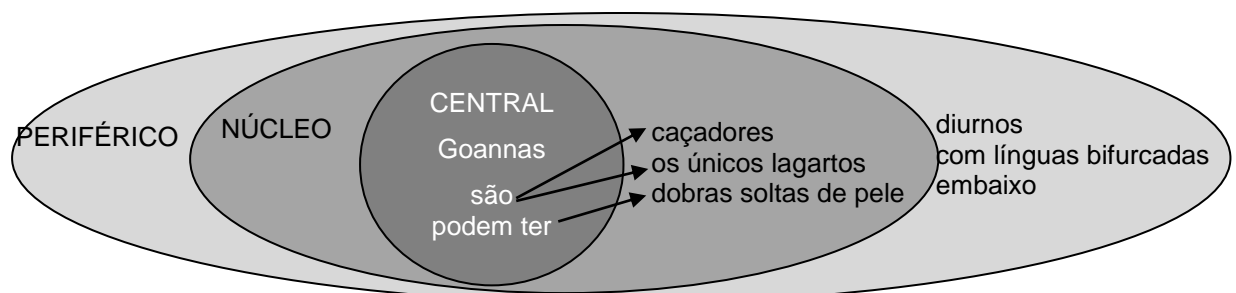 PERIFÉRICO
NÚCLEO
CENTRAL
Goannas
são
podem ter
caçadores
os únicos lagartos
dobras soltas de pele
diurnos
com línguas bifurcadas
embaixo